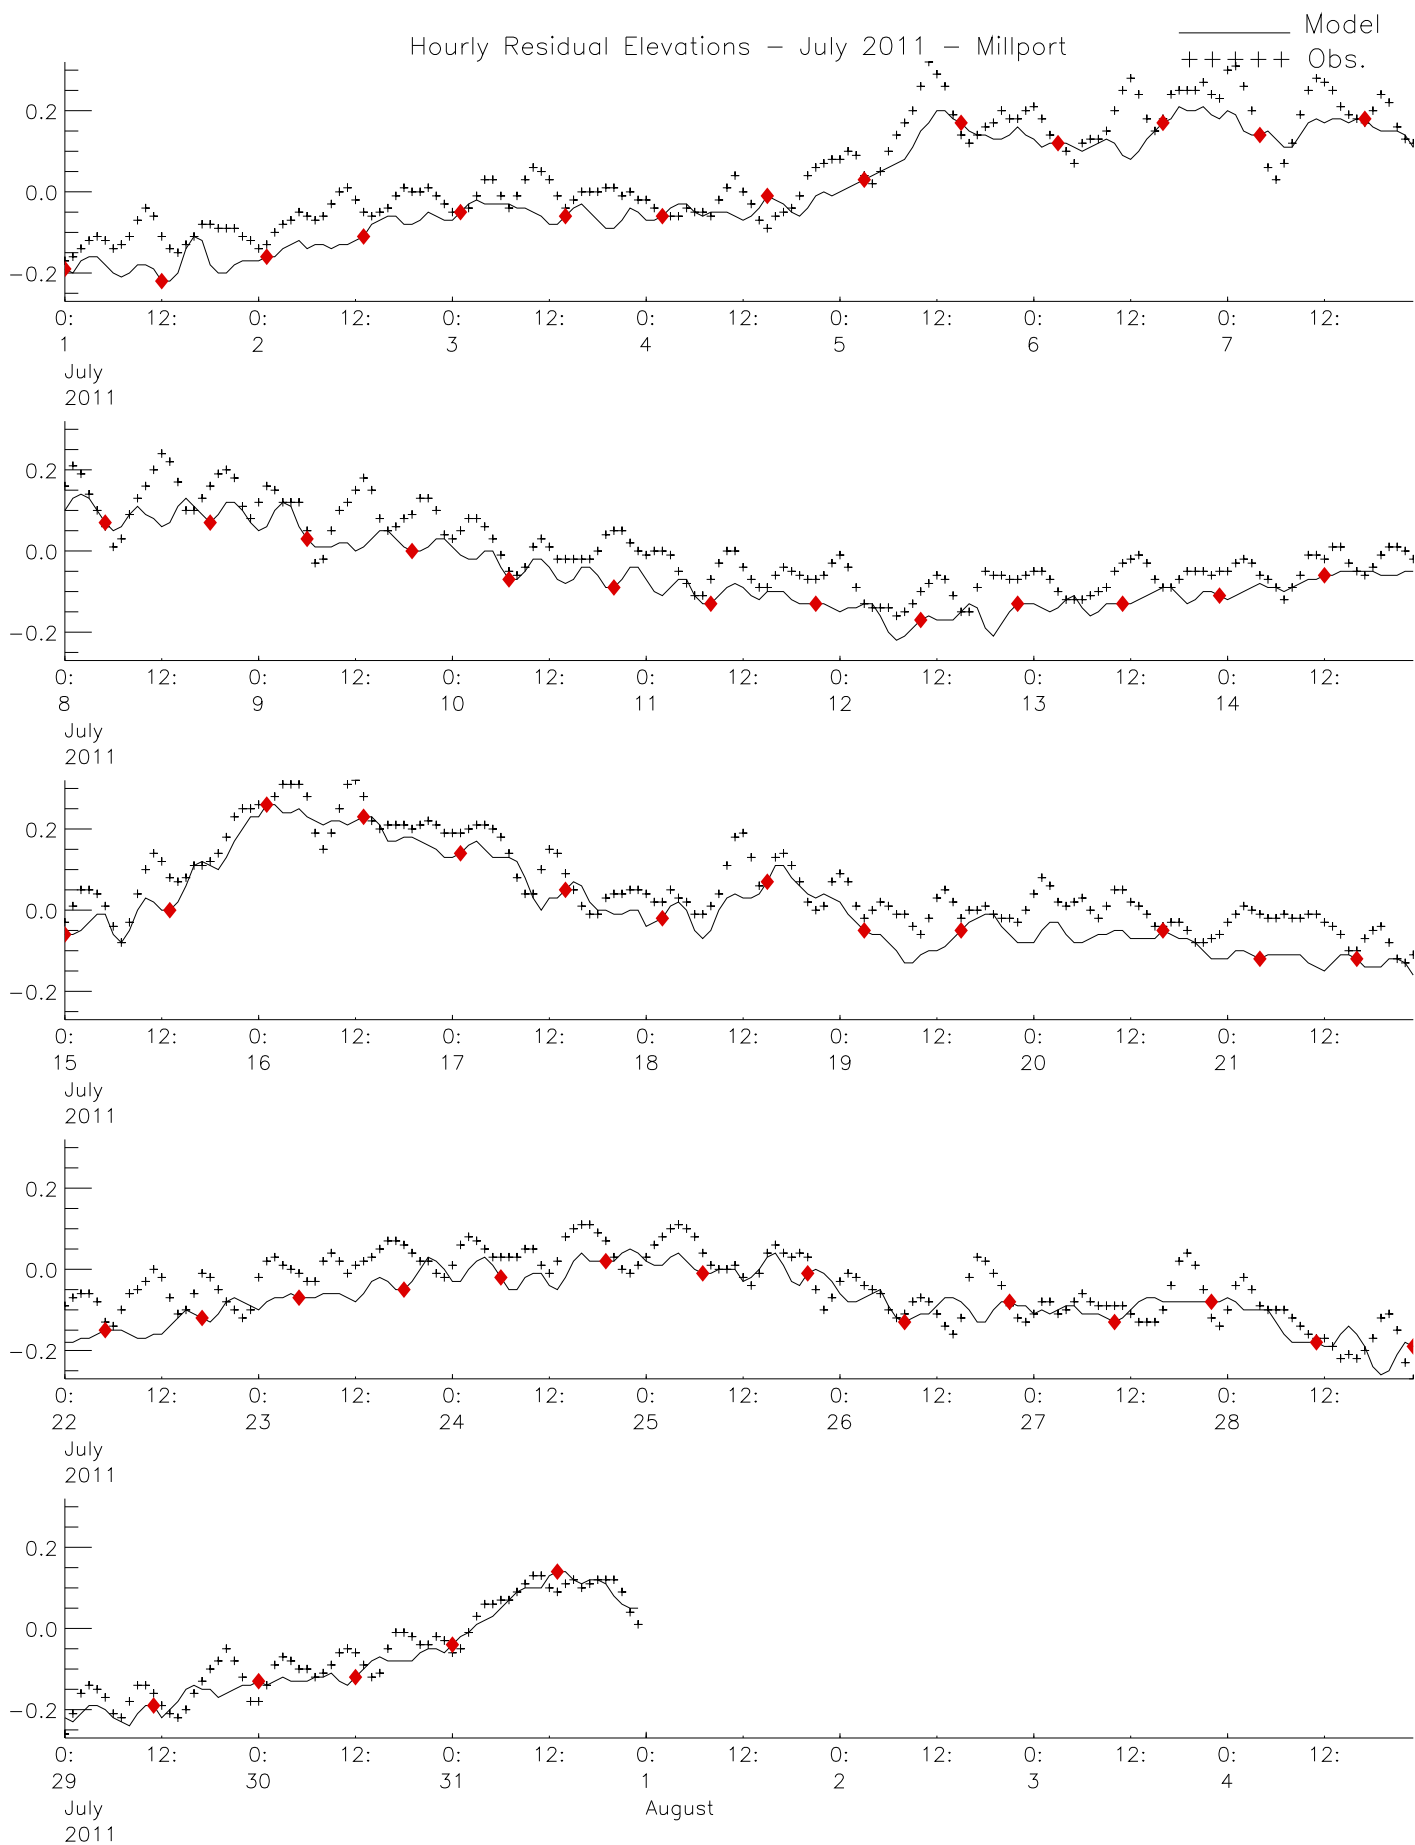 Hourly Residual Elevations – July 2011 – Millport
Model
+ + + + + Obs.
0.2
0.0
−0.2
0: 12: 0: 12: 0: 12: 0: 12: 0: 12: 0: 12: 0: 12:
1 2 3 4 5 6 7
July
2011
0.2
0.0
−0.2
0: 12: 0: 12: 0: 12: 0: 12: 0: 12: 0: 12: 0: 12:
8 9 10 11 12 13 14
July
2011
0.2
0.0
−0.2
0: 12: 0: 12: 0: 12: 0: 12: 0: 12: 0: 12: 0: 12:
15 16 17 18 19 20 21
July
2011
0.2
0.0
−0.2
0: 12: 0: 12: 0: 12: 0: 12: 0: 12: 0: 12: 0: 12:
22 23 24 25 26 27 28
July
2011
0.2
0.0
−0.2
0: 12: 0: 12: 0: 12: 0: 12: 0: 12: 0: 12: 0: 12:
29 30 31 1 2 3 4
July August
2011